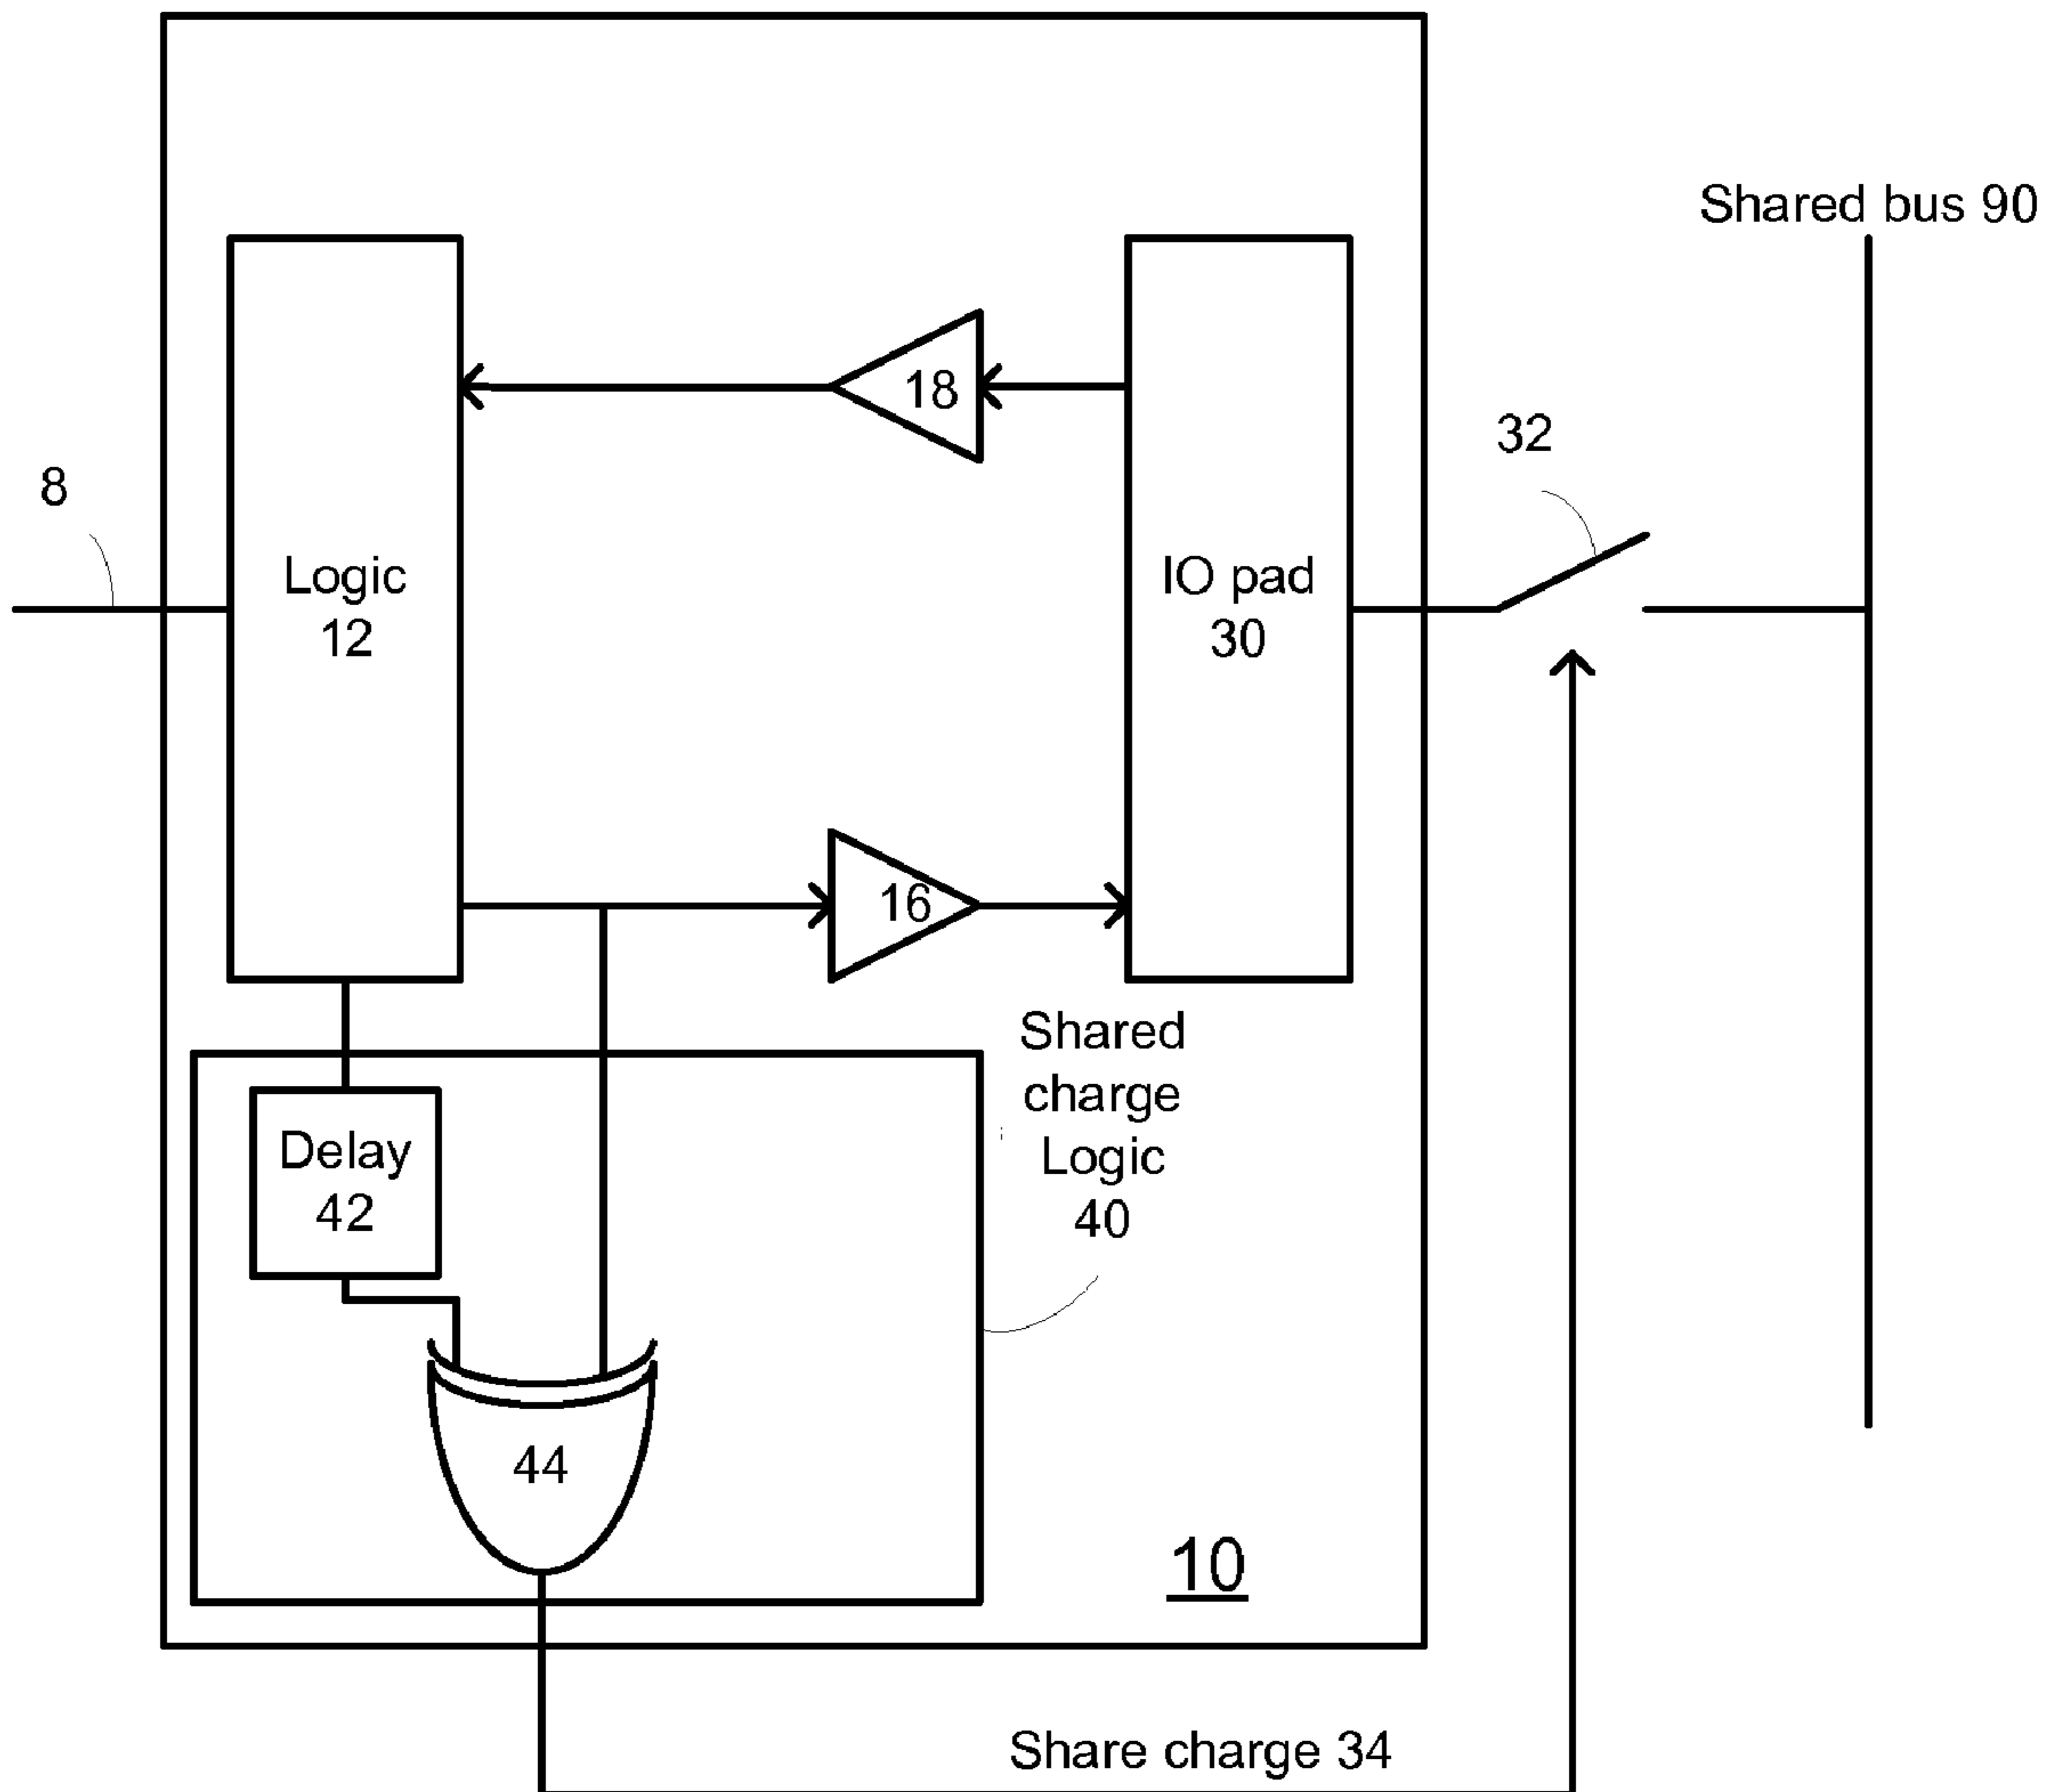 Shared bus 90
18
8
32
Logic
12
IO pad
30
16
Shared
charge
Logic
40
Delay
42
44
10
Share charge 34